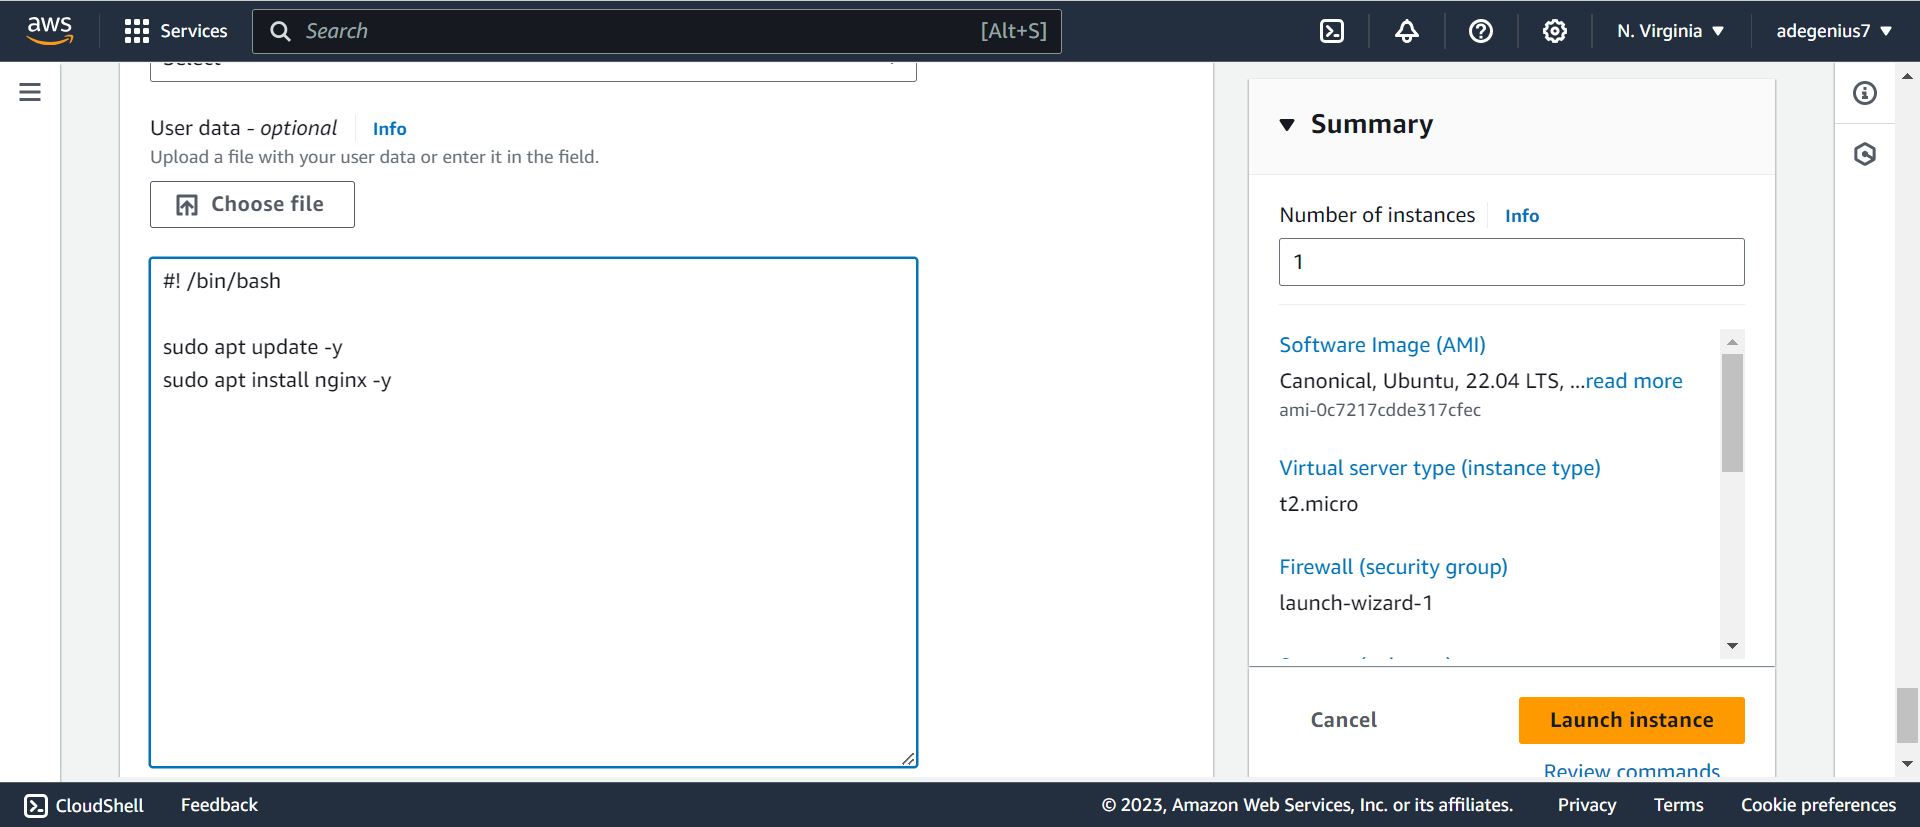 aws
Services
Search
[Alt+S]
N. Virginia
adegenius7
Select
User data - optional
Info
Upload a file with your user data or enter it in the field.
Choose file
#! /bin/bash
sudo apt update -y
sudo apt install nginx -y
Summary
Number of instances
Info
1
Software Image (AMI)
Canonical, Ubuntu, 22.04 LTS, ...read more
ami-0c7217cdde317cfec
Virtual server type (instance type)
t2.micro
Firewall (security group)
launch-wizard-1
Cancel
Launch instance
Review commands
CloudShell
Feedback
© 2023, Amazon Web Services, Inc. or its affiliates.
Privacy
Terms
Cookie preferences